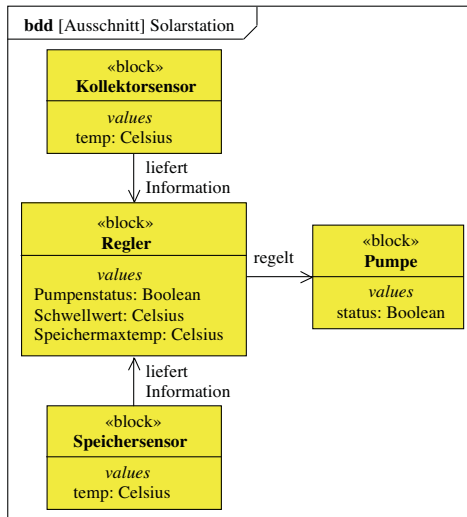 bdd [Ausschnitt] Solarstation
«block»
Kollektorsensor
values
temp: Celsius
liefert
Information
«block»
Regler
values
Pumpenstatus: Boolean
Schwellwert: Celsius
Speichermaxtemp: Celsius
regelt
«block»
Pumpe
values
status: Boolean
liefert
Information
«block»
Speichersensor
values
temp: Celsius